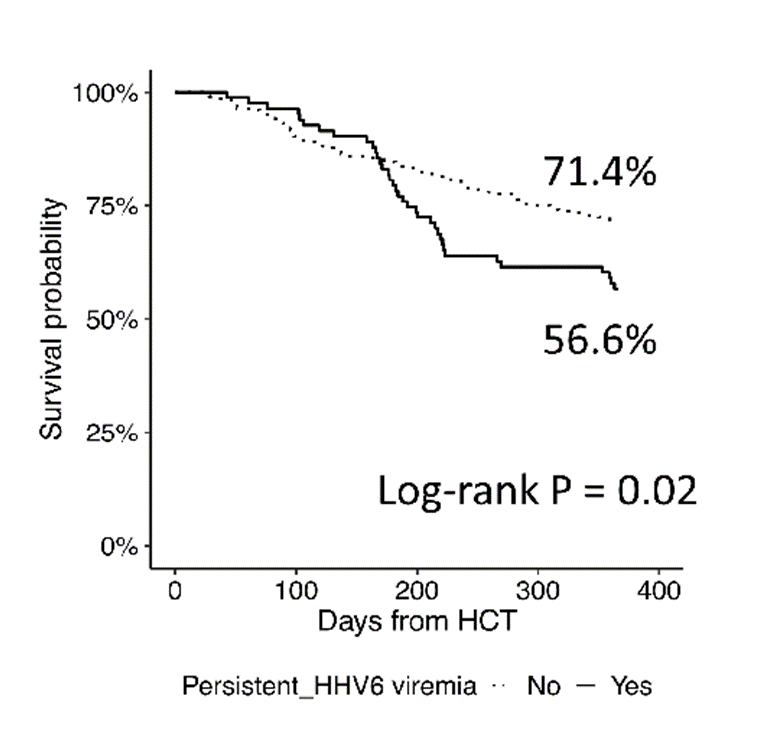 100%
75%
50%
25%
0%
Survival probability
71.4%
56.6%
Log-rank P = 0.02
0 100 200 300 400
Days from HCT
Persistent_HHV6 viremia No Yes